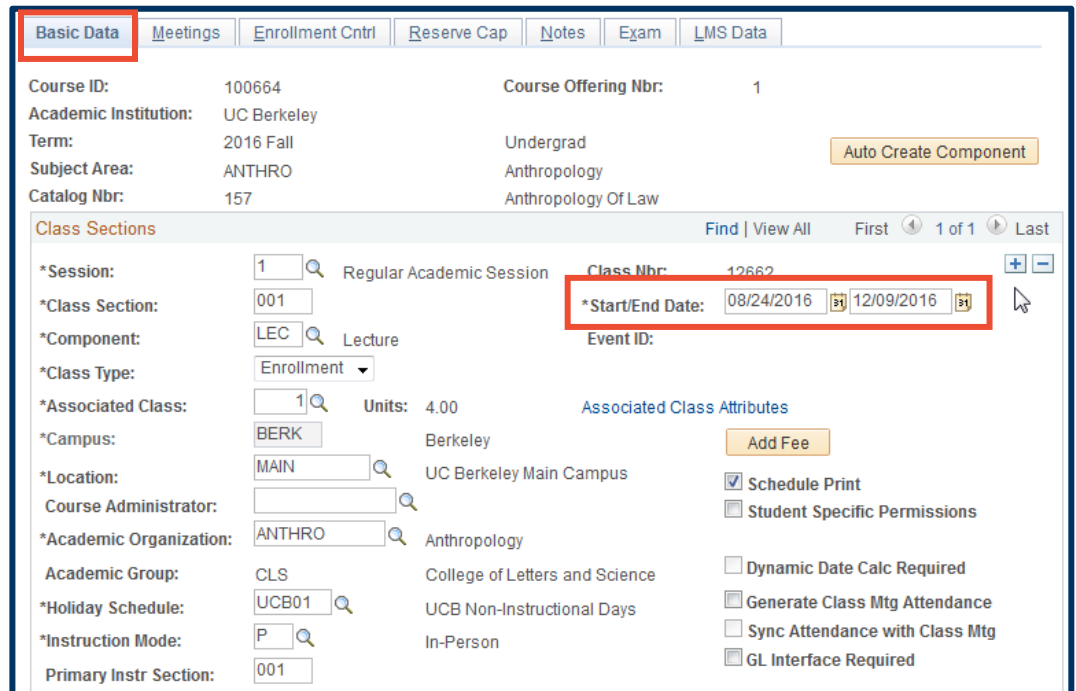 Basic Data Meetings Enrollment Cntrl Reserve Cap Notes Exam LMS Data
Course ID: 100664 Course Offering Nbr: 1
Academic Institution: UC Berkeley
Term: 2016 Fall Undergrad
Auto Create Component
Subject Area: ANTHRO Anthropology
Catalog Nbr: 157 Anthropology Of Law
Class Sections Find | View All First 1 of 1 Last
*Session: 1 Regular Academic Session Class Nbr: 12662
*Class Section: 001 *Start/End Date: 08/24/2016 31 12/09/2016 31
*Component: LEC Lecture Event ID:
*Class Type: Enrollment
*Associated Class: 1 Units: 4.00 Associated Class Attributes
*Campus: BERK Berkeley Add Fee
*Location: MAIN UC Berkeley Main Campus
Schedule Print
Course Administrator:
Student Specific Permissions
*Academic Organization: ANTHRO Anthropology
Academic Group: CLS College of Letters and Science Dynamic Date Calc Required
*Holiday Schedule: UCB01 UCB Non-Instructional Days Generate Class Mtg Attendance
*Instruction Mode: P In-Person Sync Attendance with Class Mtg
Primary Instr Section: 001 GL Interface Required